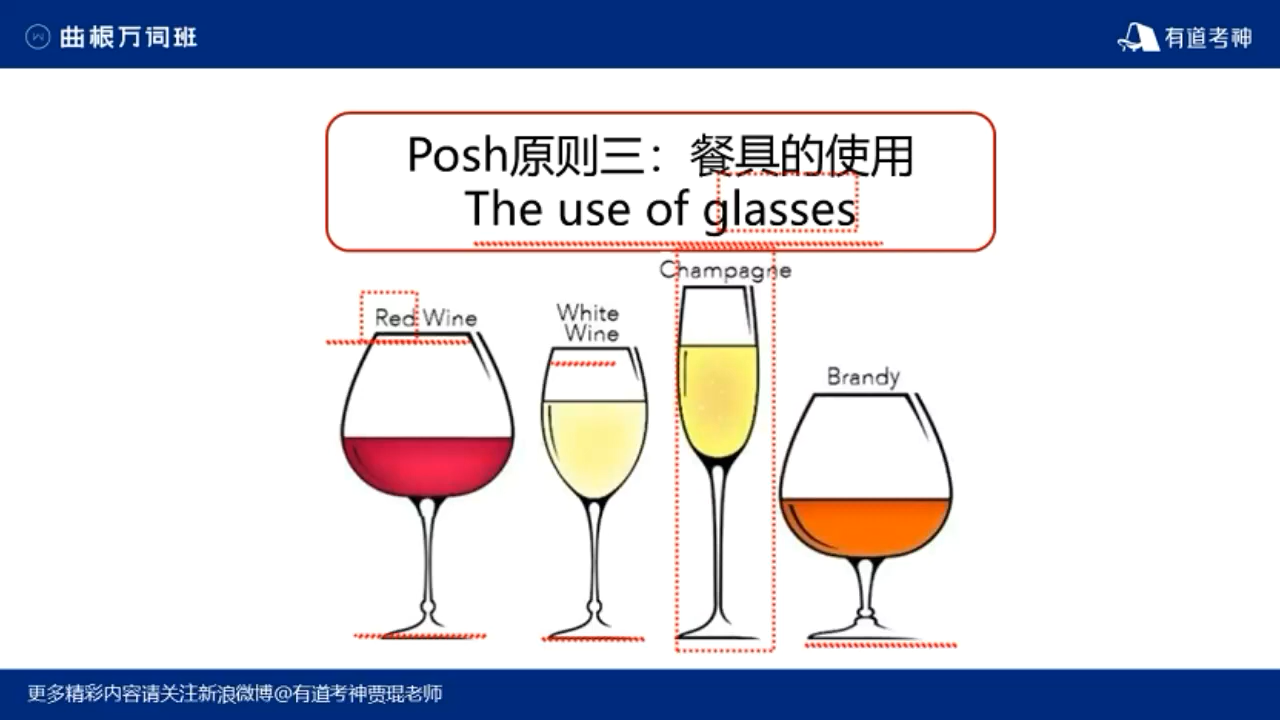 曲根万词班
有道考神
Posh原则三：餐具的使用
The use of glasses
Champagne
Red Wine
White
Wine
Brandy
更多精彩内容请关注新浪微博@有道考神贾琨老师